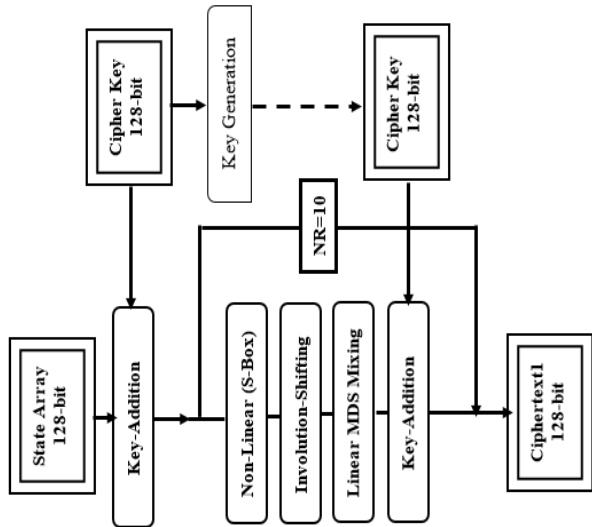 State Array
128-bit
Key-Addition
Non-Linear (S-Box)
Involution-Shifting
Linear MDS Mixing
Key-Addition
Ciphertext1
128-bit
NR=10
Cipher Key
128-bit
Key Generation
Cipher Key
128-bit